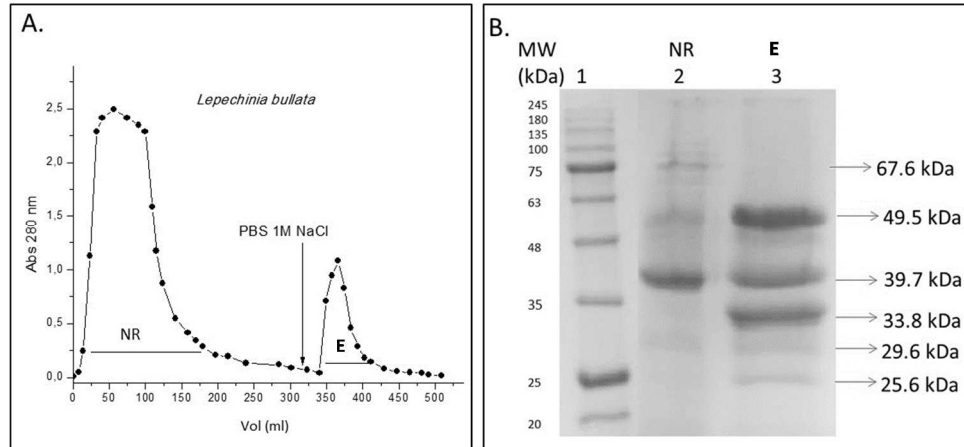 A.
Lepechinia bullata
2,5
2,0
1,5
1,0
0,5
0,0
Abs 280 nm
PBS 1M NaCl
NR
E
0 50 100 150 200 250 300 350 400 450 500
Vol (ml)
B.
MW NR E
(kDa) 1 2 3
245
180
135
100
75
63
48
35
25
20
67.6 kDa
49.5 kDa
39.7 kDa
33.8 kDa
29.6 kDa
25.6 kDa